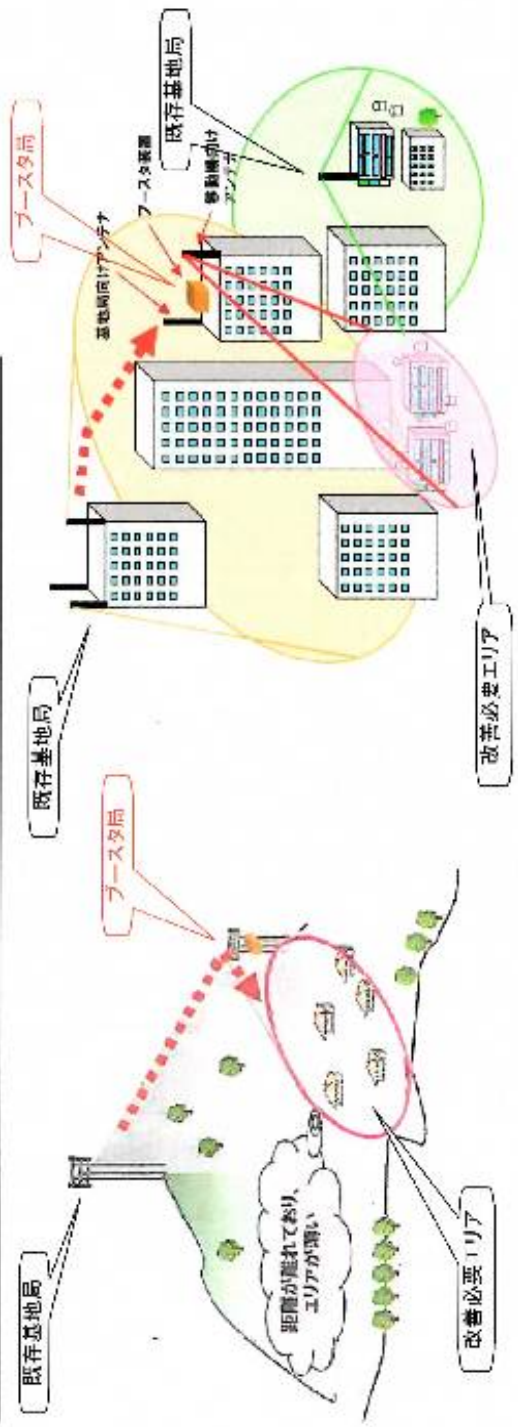 既存基地局
ブースタ局
距離が離れており、
エリアが薄い
改善必要エリア
既存基地局
ブースタ局
基地局向けアンテナ
ブースタ装置
移動機向け
アンテナ
既存基地局
改善必要エリア